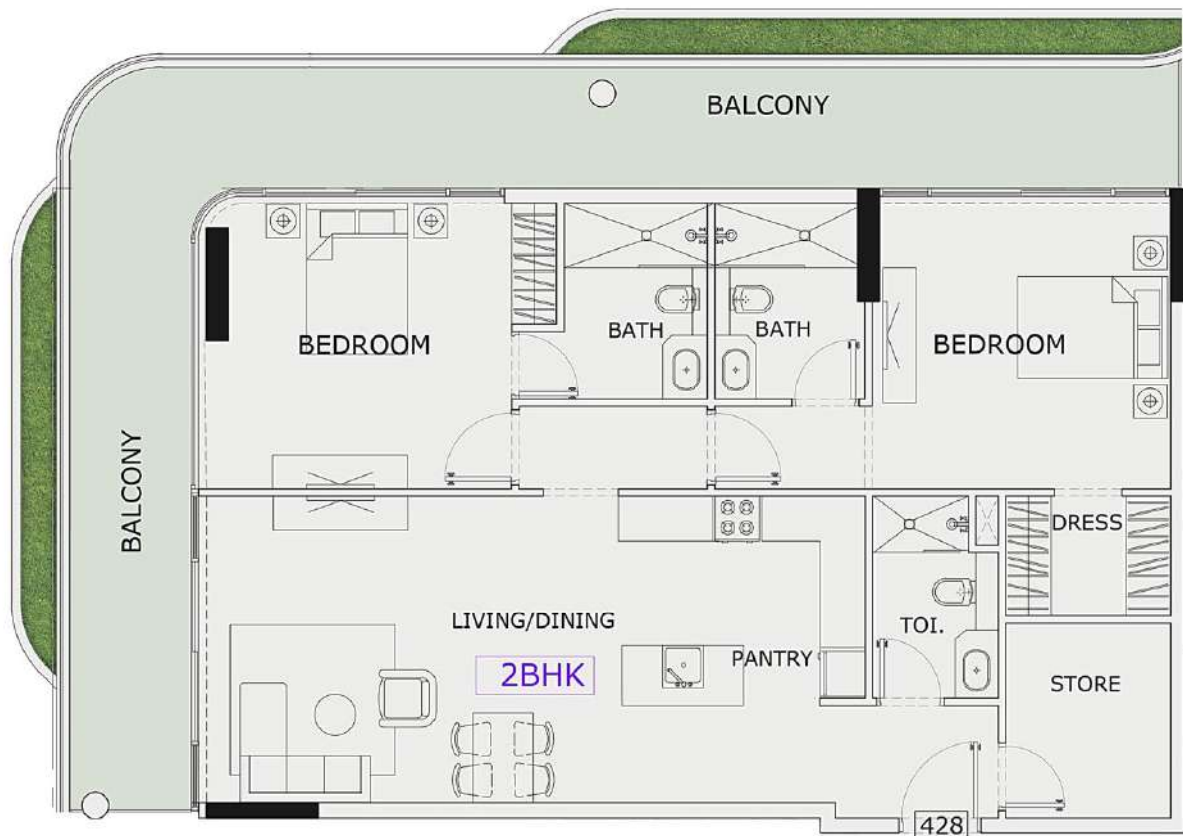 BALCONY
BEDROOM
BATH
BATH
BEDROOM
BALCONY
DRESS
LIVING/DINING
TOI.
2BHK
PANTRY
STORE
428